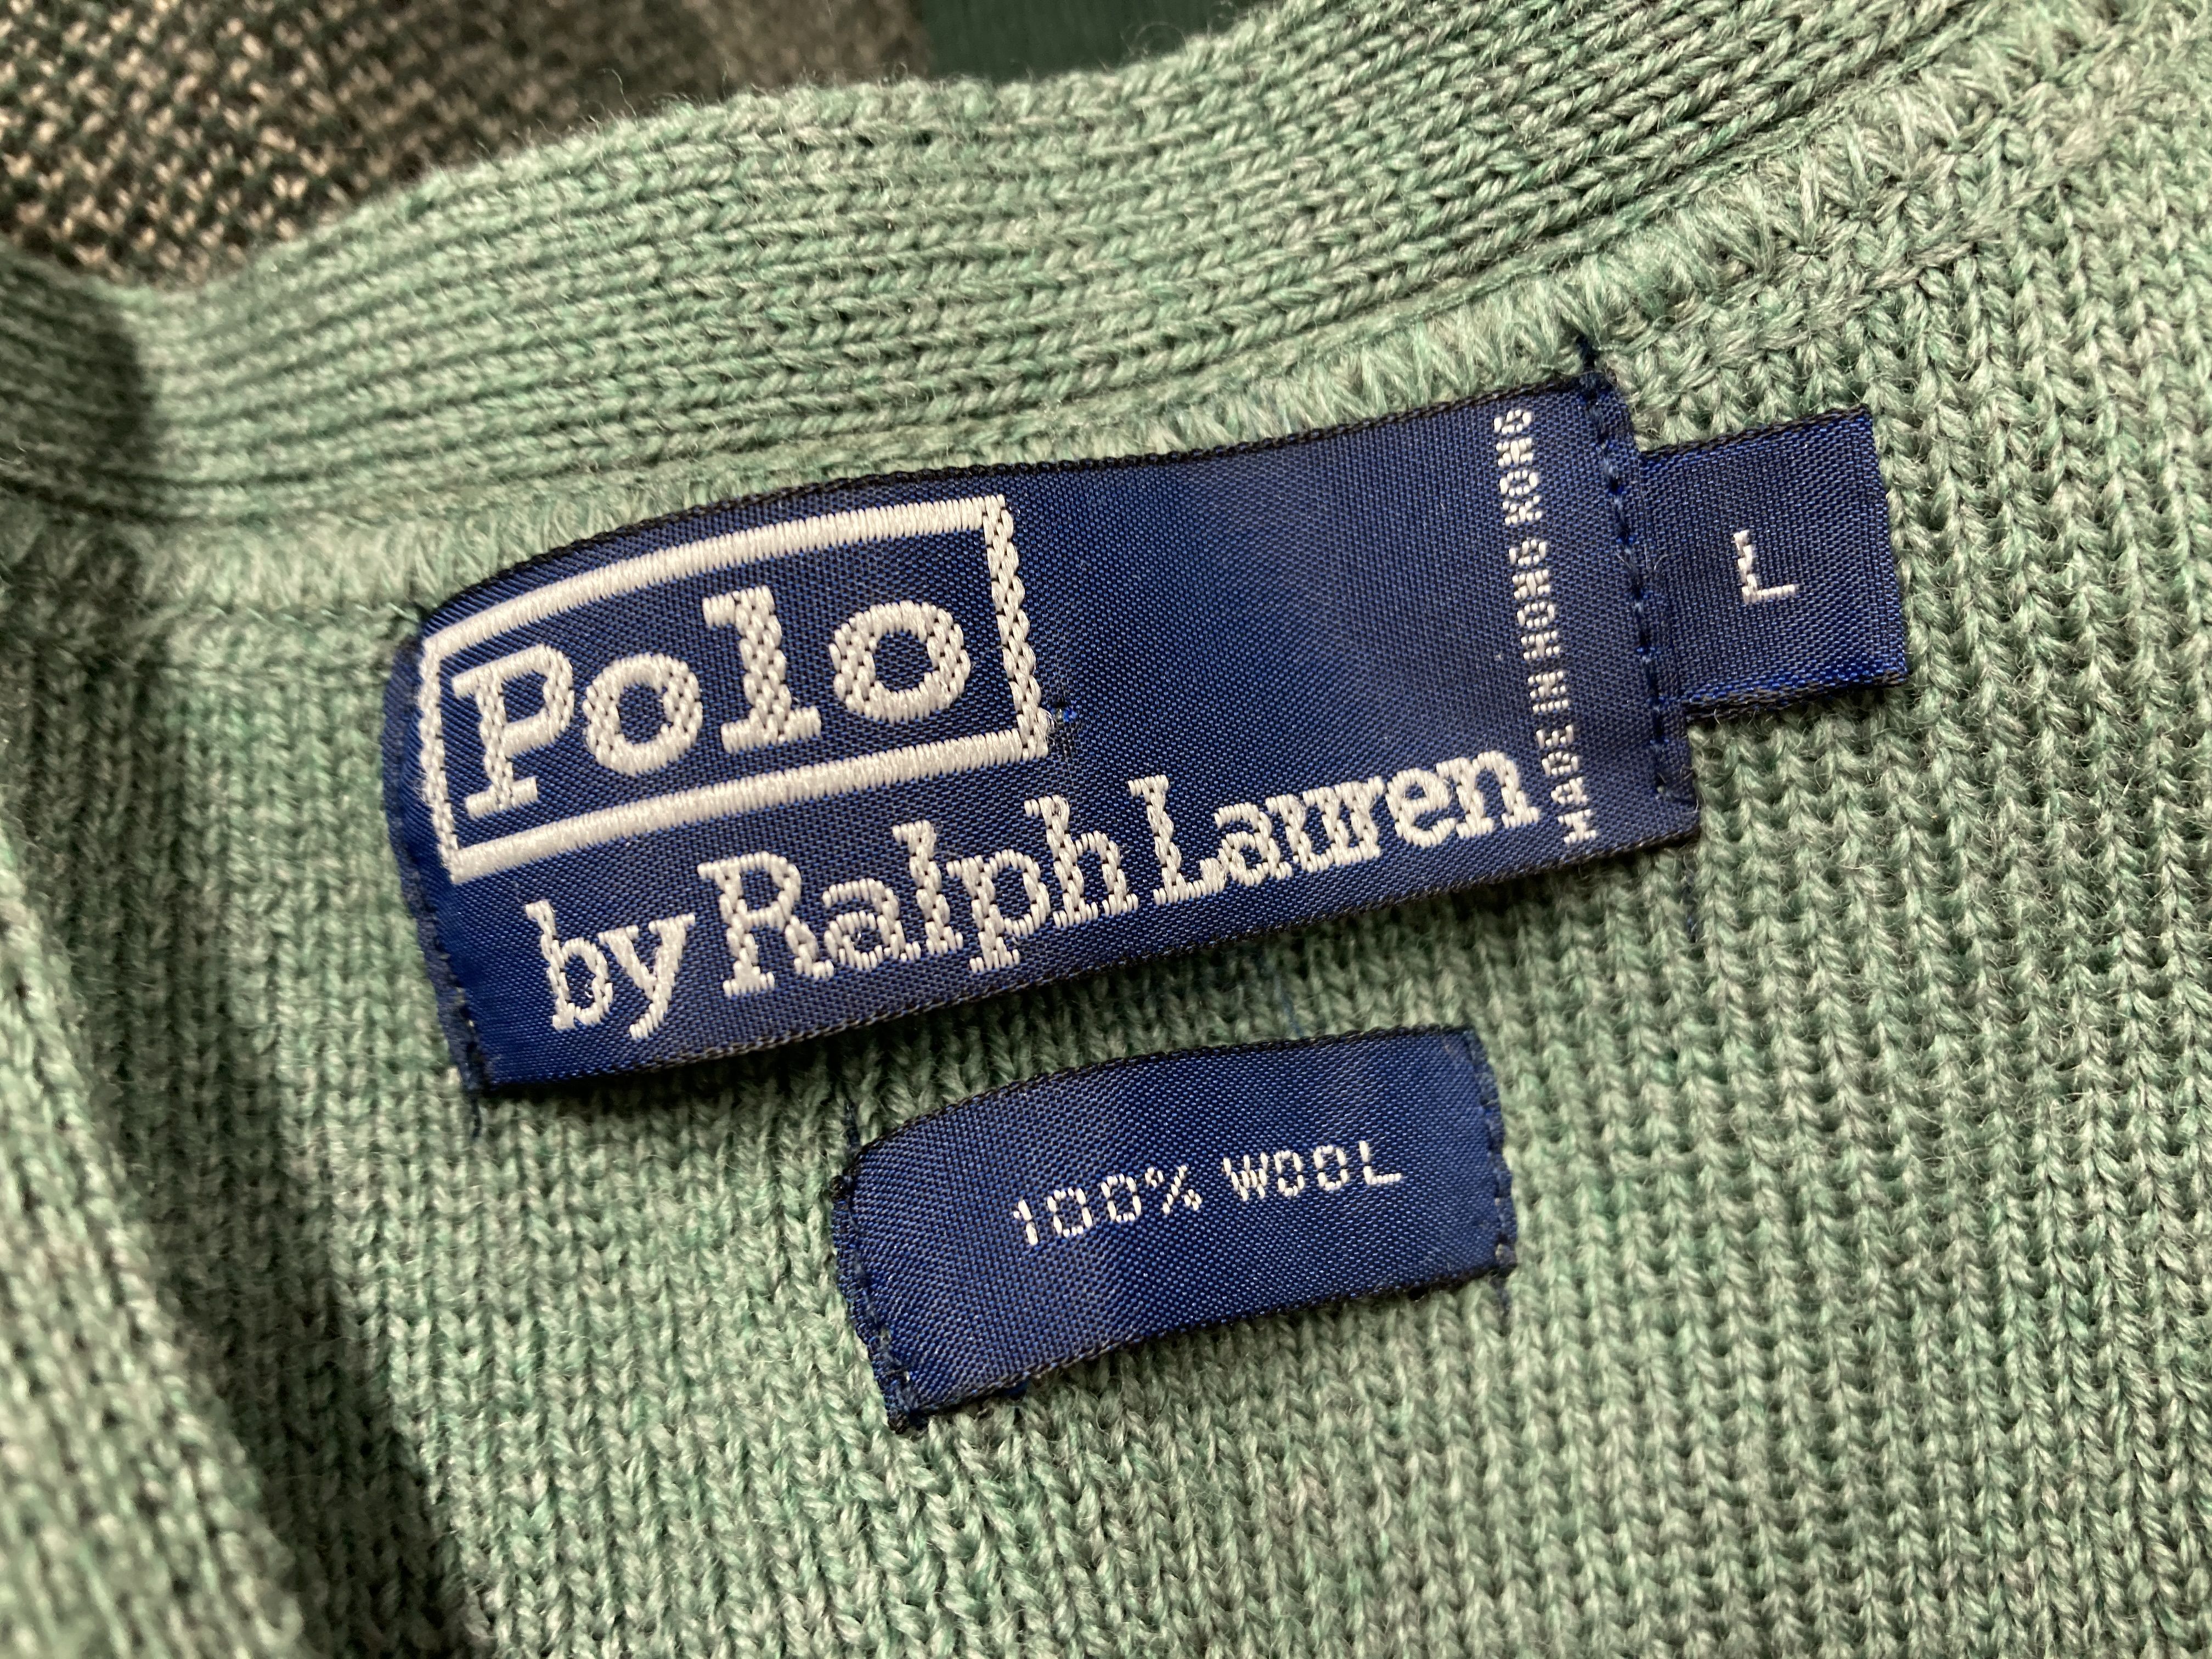 Polo
by Ralph Lauren
MADE IN HONG KONG
L
100% WOOL